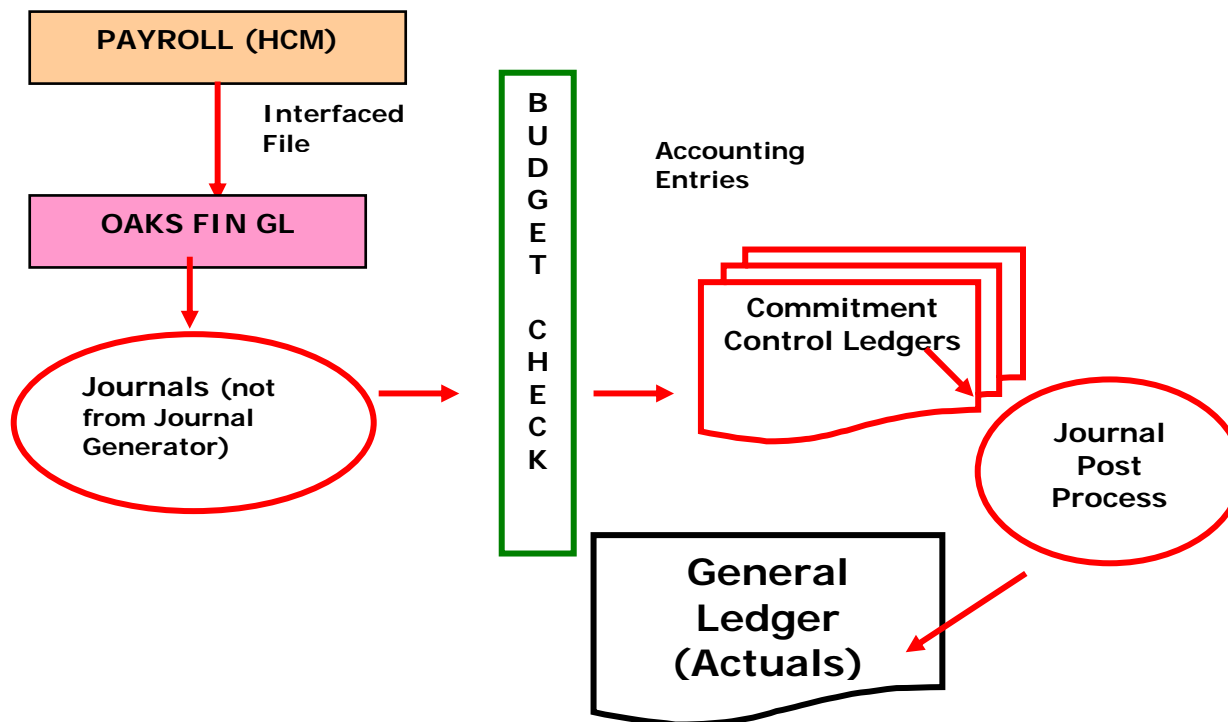 PAYROLL (HCM)
Interfaced
File
OAKS FIN GL
Journals (not
from Journal
Generator)
B
U
D
G
E
T
C
H
E
C
K
Accounting
Entries
Commitment
Control Ledgers
Journal
Post
Process
General
Ledger
(Actuals)